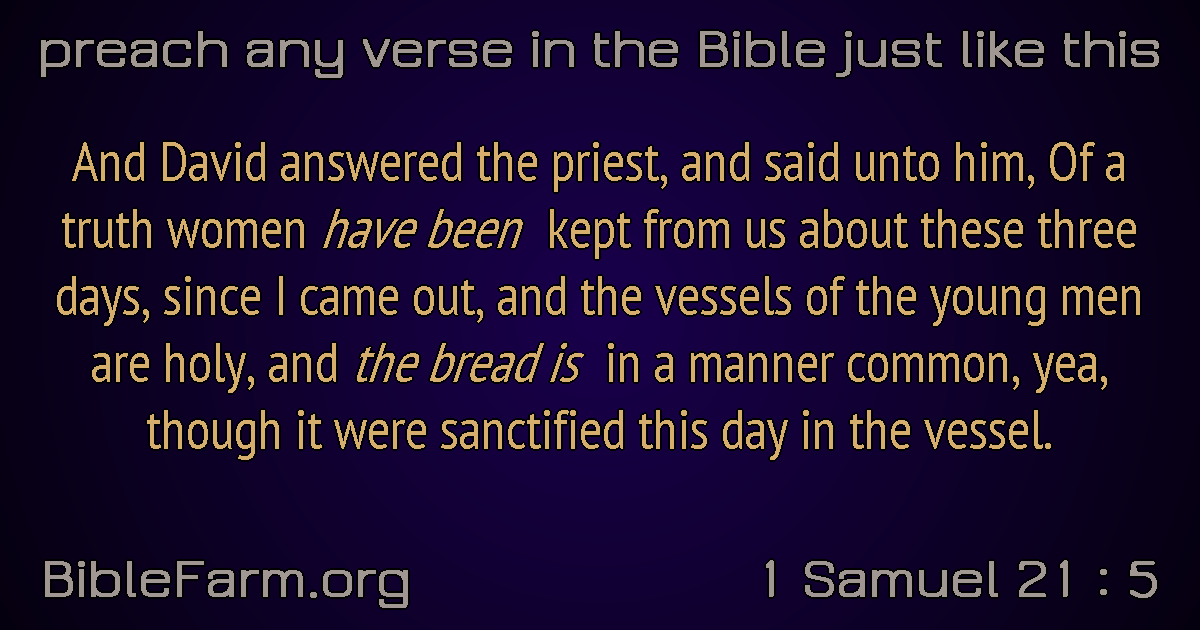 preach any verse in the Bible just like this
And David answered the priest, and said unto him, Of a
truth women have been kept from us about these three
days, since I came out, and the vessels of the young men
are holy, and the bread is in a manner common, yea,
though it were sanctified this day in the vessel.
BibleFarm.org
1 Samuel 21 : 5